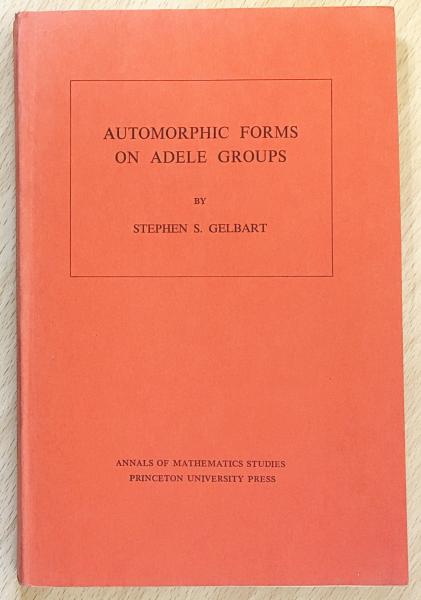 AUTOMORPHIC FORMS
ON ADELE GROUPS
BY
STEPHEN S. GELBART
ANNALS OF MATHEMATICS STUDIES
PRINCETON UNIVERSITY PRESS